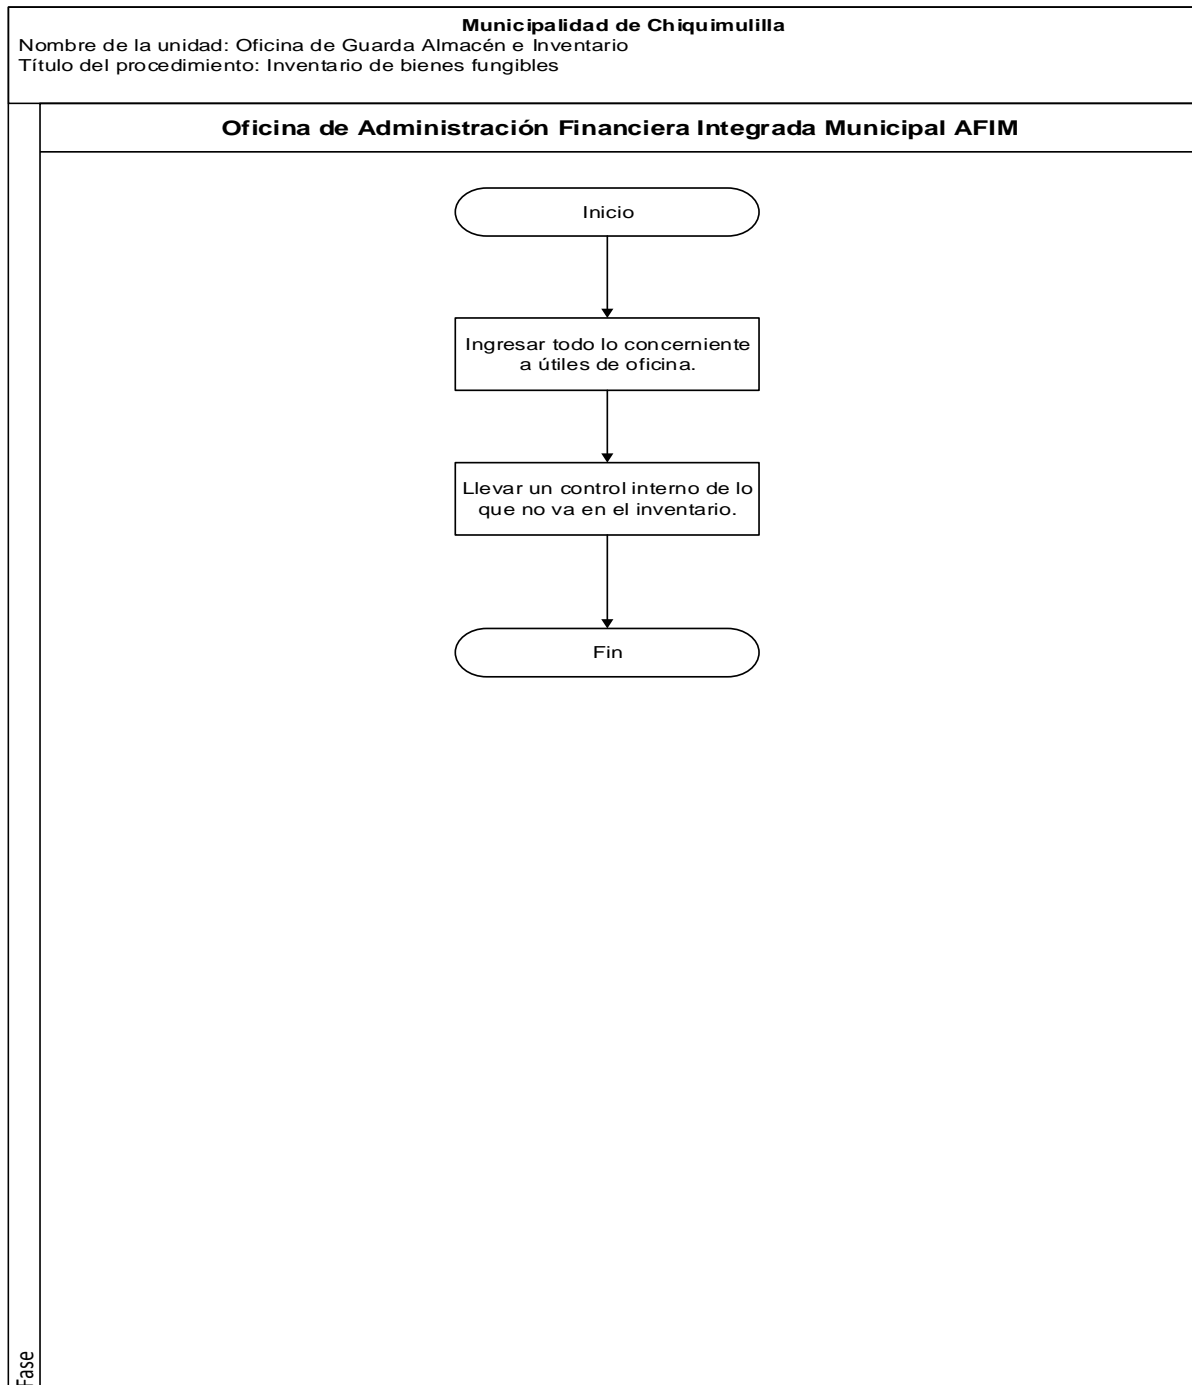 Municipalidad de Chiquimulilla
Nombre de la unidad: Oficina de Guarda Almacén e Inventario
Título del procedimiento: Inventario de bienes fungibles
Oficina de Administración Financiera Integrada Municipal AFIM
Inicio
Ingresar todo lo concerniente
a útiles de oficina.
Llevar un control interno de lo
que no va en el inventario.
Fin
Fase